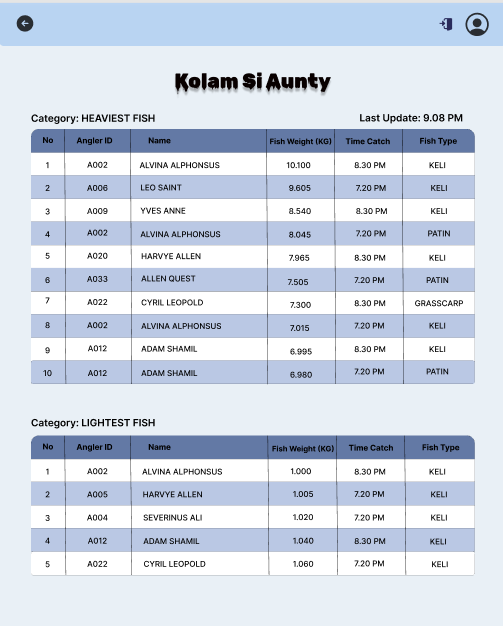 Kolam Si Aunty
Category: HEAVIEST FISH Last Update: 9.08 PM
No Angler ID Name Fish Weight (KG) Time Catch Fish Type
1 A002 ALVINA ALPHONSUS 10.100 8.30 PM KELI
2 A006 LEO SAINT 9.605 7.20 PM KELI
3 A009 YVES ANNE 8.540 8.30 PM KELI
4 A002 ALVINA ALPHONSUS 8.045 7.20 PM PATIN
5 A020 HARVYE ALLEN 7.965 8.30 PM KELI
6 A033 ALLEN QUEST 7.505 7.20 PM PATIN
7 A022 CYRIL LEOPOLD 7.300 8.30 PM GRASSCARP
8 A002 ALVINA ALPHONSUS 7.015 7.20 PM KELI
9 A012 ADAM SHAMIL 6.995 8.30 PM KELI
10 A012 ADAM SHAMIL 6.980 7.20 PM PATIN
Category: LIGHTEST FISH
No Angler ID Name Fish Weight (KG) Time Catch Fish Type
1 A002 ALVINA ALPHONSUS 1.000 8.30 PM KELI
2 A005 HARVYE ALLEN 1.005 7.20 PM KELI
3 A004 SEVERINUS ALI 1.020 7.20 PM KELI
4 A012 ADAM SHAMIL 1.040 8.30 PM KELI
5 A022 CYRIL LEOPOLD 1.060 7.20 PM KELI